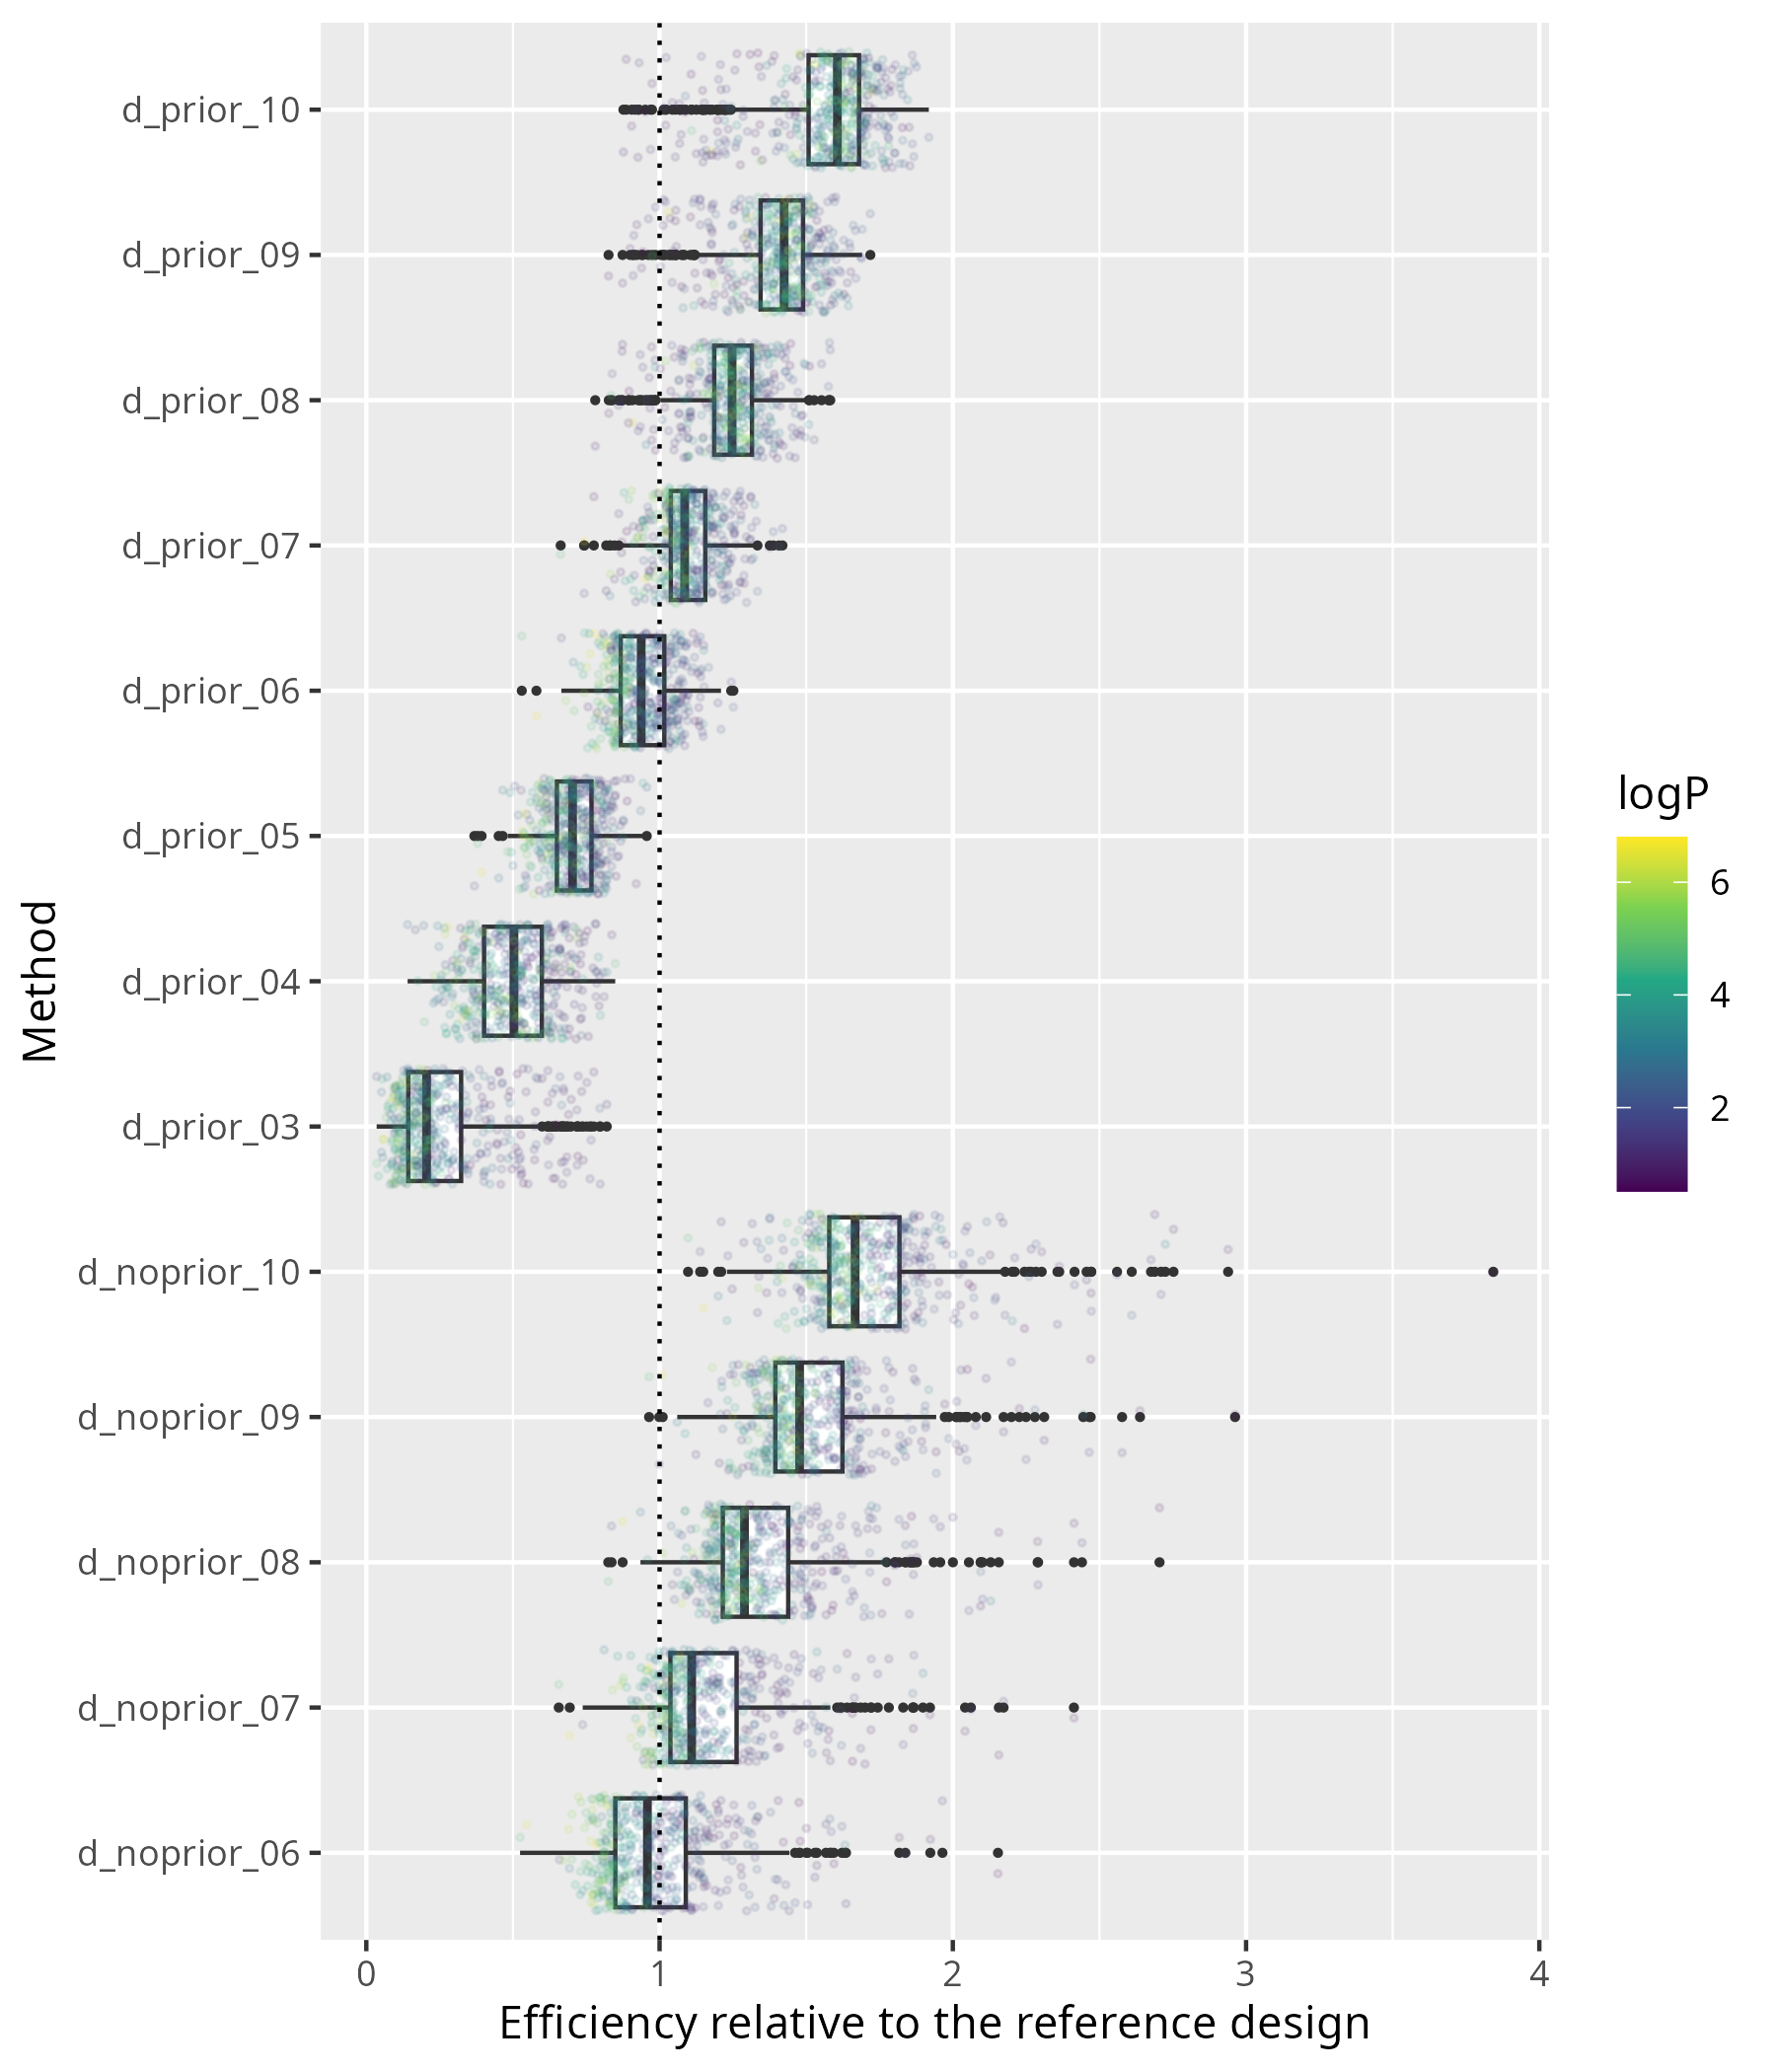 d_prior_10
d_prior_09
d_prior_08
d_prior_07
d_prior_06
d_prior_05
d_prior_04
d_prior_03
d_noprior_10
d_noprior_09
d_noprior_08
d_noprior_07
d_noprior_06
Method
0 1 2 3 4
Efficiency relative to the reference design
logP
6
4
2